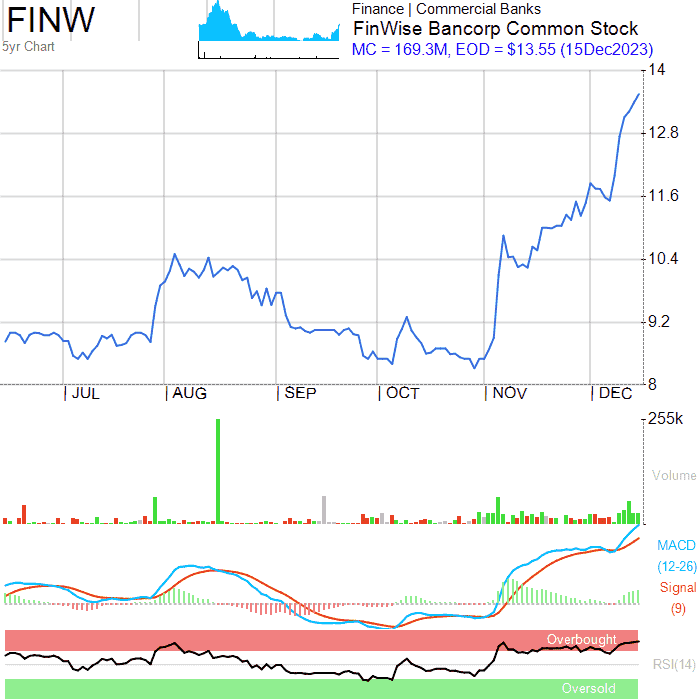 FINW
5yr Chart
Finance | Commercial Banks
FinWise Bancorp Common Stock
MC = 169.3M, EOD = $13.55 (15Dec2023)
14
12.8
11.6
10.4
9.2
8
JUL
AUG
SEP
OCT
NOV
DEC
255k
Volume
MACD
(12-26)
Signal
(9)
Overbought
RSI(14)
Oversold